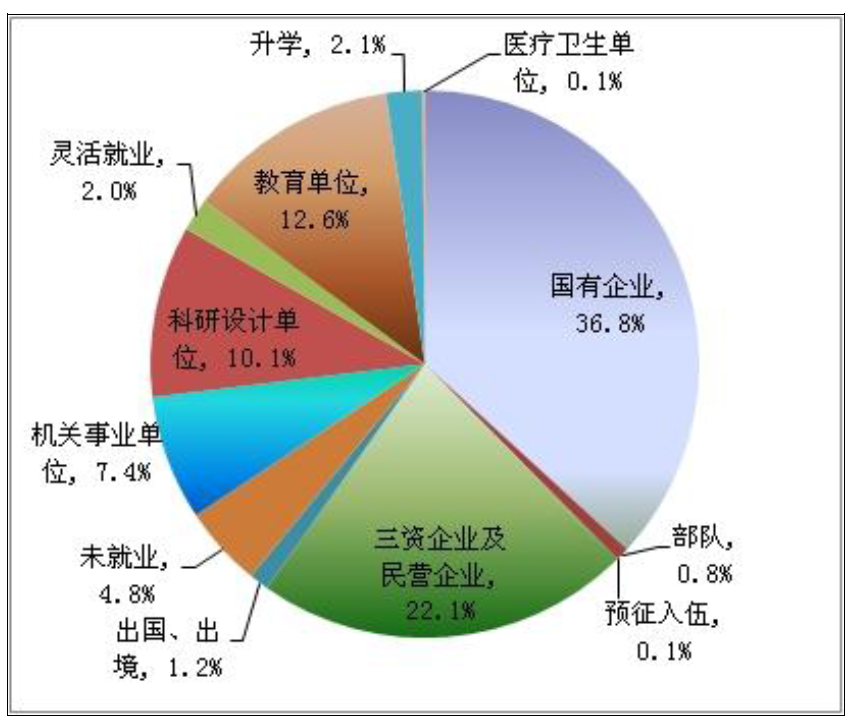 升学, 2.1%
医疗卫生单
位, 0.1%
灵活就业,
2.0%
教育单位,
12.6%
国有企业,
36.8%
科研设计单
位, 10.1%
机关事业单
位, 7.4%
三资企业及
民营企业,
22.1%
部队,
0.8%
未就业,
4.8%
预征入伍,
0.1%
出国、出
境, 1.2%